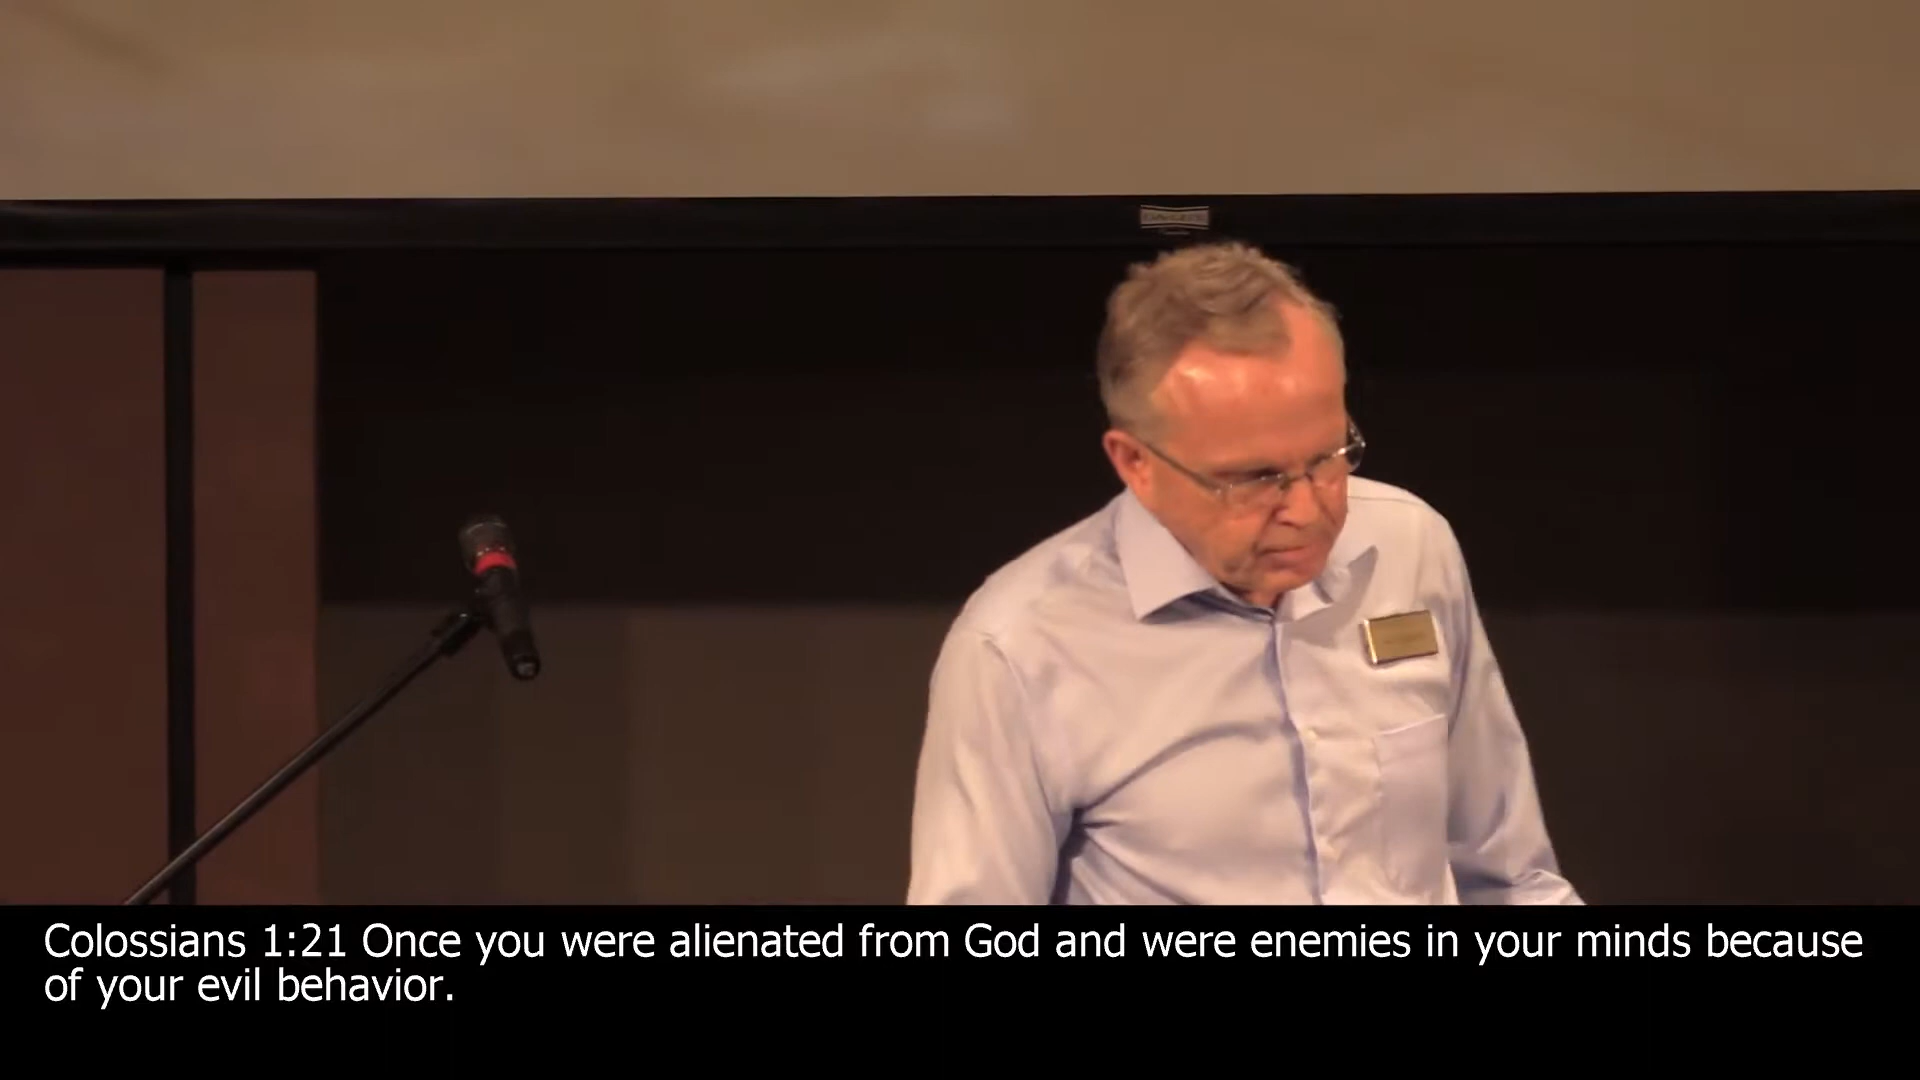 Colossians 1:21 Once you were alienated from God and were enemies in your minds because
of your evil behavior.